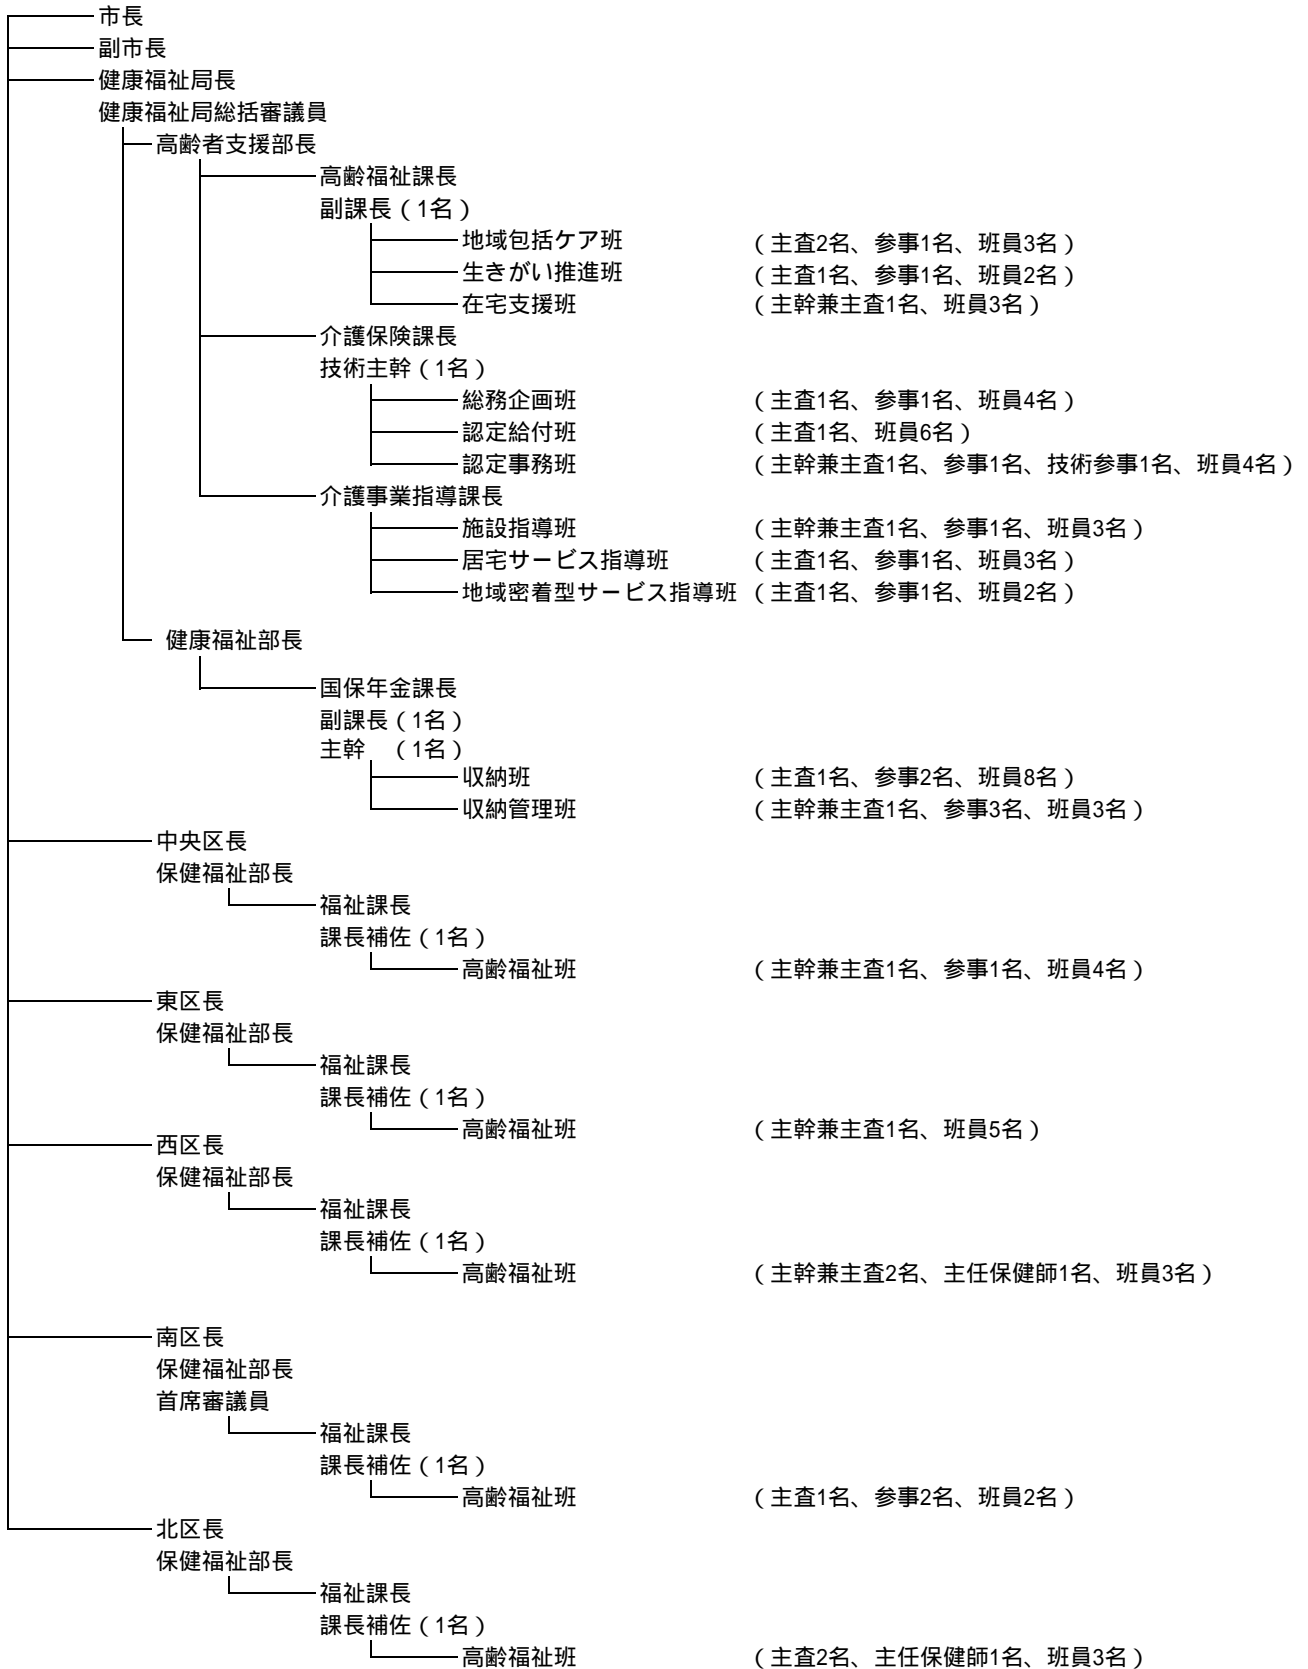 市長
副市長
健康福祉局長
健康福祉局総括審議員
高齢者支援部長
高齢福祉課長
副課長（1名）
地域包括ケア班 （主査2名、参事1名、班員3名）
生きがい推進班 （主査1名、参事1名、班員2名）
在宅支援班 （主幹兼主査1名、班員3名）
介護保険課長
技術主幹（1名）
総務企画班 （主査1名、参事1名、班員4名）
認定給付班 （主査1名、班員6名）
認定事務班 （主幹兼主査1名、参事1名、技術参事1名、班員4名）
介護事業指導課長
施設指導班 （主幹兼主査1名、参事1名、班員3名）
居宅サービス指導班 （主査1名、参事1名、班員3名）
地域密着型サービス指導班 （主査1名、参事1名、班員2名）
健康福祉部長
国保年金課長
副課長（1名）
主幹 （1名）
収納班 （主査1名、参事2名、班員8名）
収納管理班 （主幹兼主査1名、参事3名、班員3名）
中央区長
保健福祉部長
福祉課長
課長補佐（1名）
高齢福祉班 （主幹兼主査1名、参事1名、班員4名）
東区長
保健福祉部長
福祉課長
課長補佐（1名）
高齢福祉班 （主幹兼主査1名、班員5名）
西区長
保健福祉部長
福祉課長
課長補佐（1名）
高齢福祉班 （主幹兼主査2名、主任保健師1名、班員3名）
南区長
保健福祉部長
首席審議員
福祉課長
課長補佐（1名）
高齢福祉班 （主査1名、参事2名、班員2名）
北区長
保健福祉部長
福祉課長
課長補佐（1名）
高齢福祉班 （主査2名、主任保健師1名、班員3名）